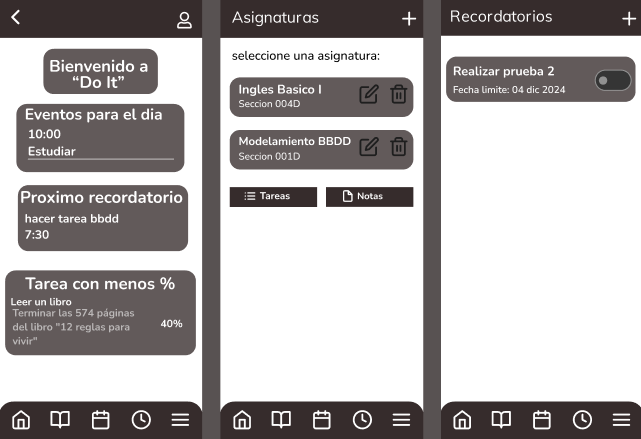 Bienvenido a
“Do It”
Eventos para el dia
10:00
Estudiar
Proximo recordatorio
hacer tarea bbdd
7:30
Tarea con menos %
Leer un libro
Terminar las 574 páginas
del libro "12 reglas para
vivir"
40%
Asignaturas
seleccione una asignatura:
Ingles Basico I
Seccion 004D
Modelamiento BBDD
Seccion 001D
Tareas
Notas
Recordatorios
Realizar prueba 2
Fecha limite: 04 dic 2024